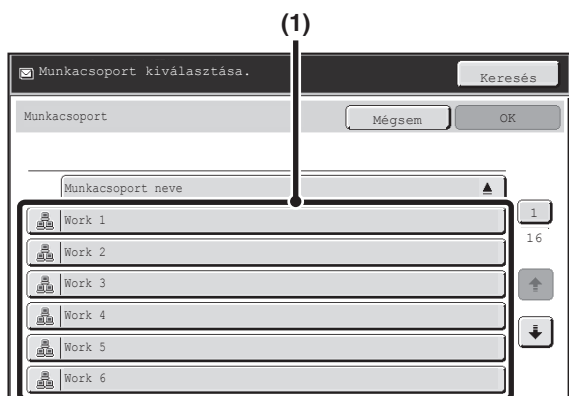 (1)
Munkacsoport kiválasztása.
Keresés
Munkacsoport
Mégsem
OK
Munkacsoport neve
Work 1
1
Work 2
16
Work 3
Work 4
Work 5
Work 6